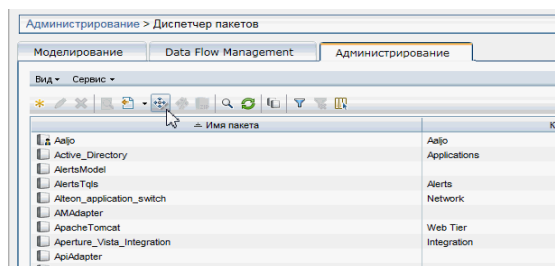 Администрирование > Диспетчер пакетов
Моделирование Data Flow Management Администрирование
Вид Сервис
Имя пакета К
Aaljo Aaljo
Active_Directory Applications
AlertsModel
AlertsTqls Alerts
Alteon_application_switch Network
AMAdapter
ApacheTomcat Web Tier
Aperture_Vista_Integration Integration
ApiAdapter